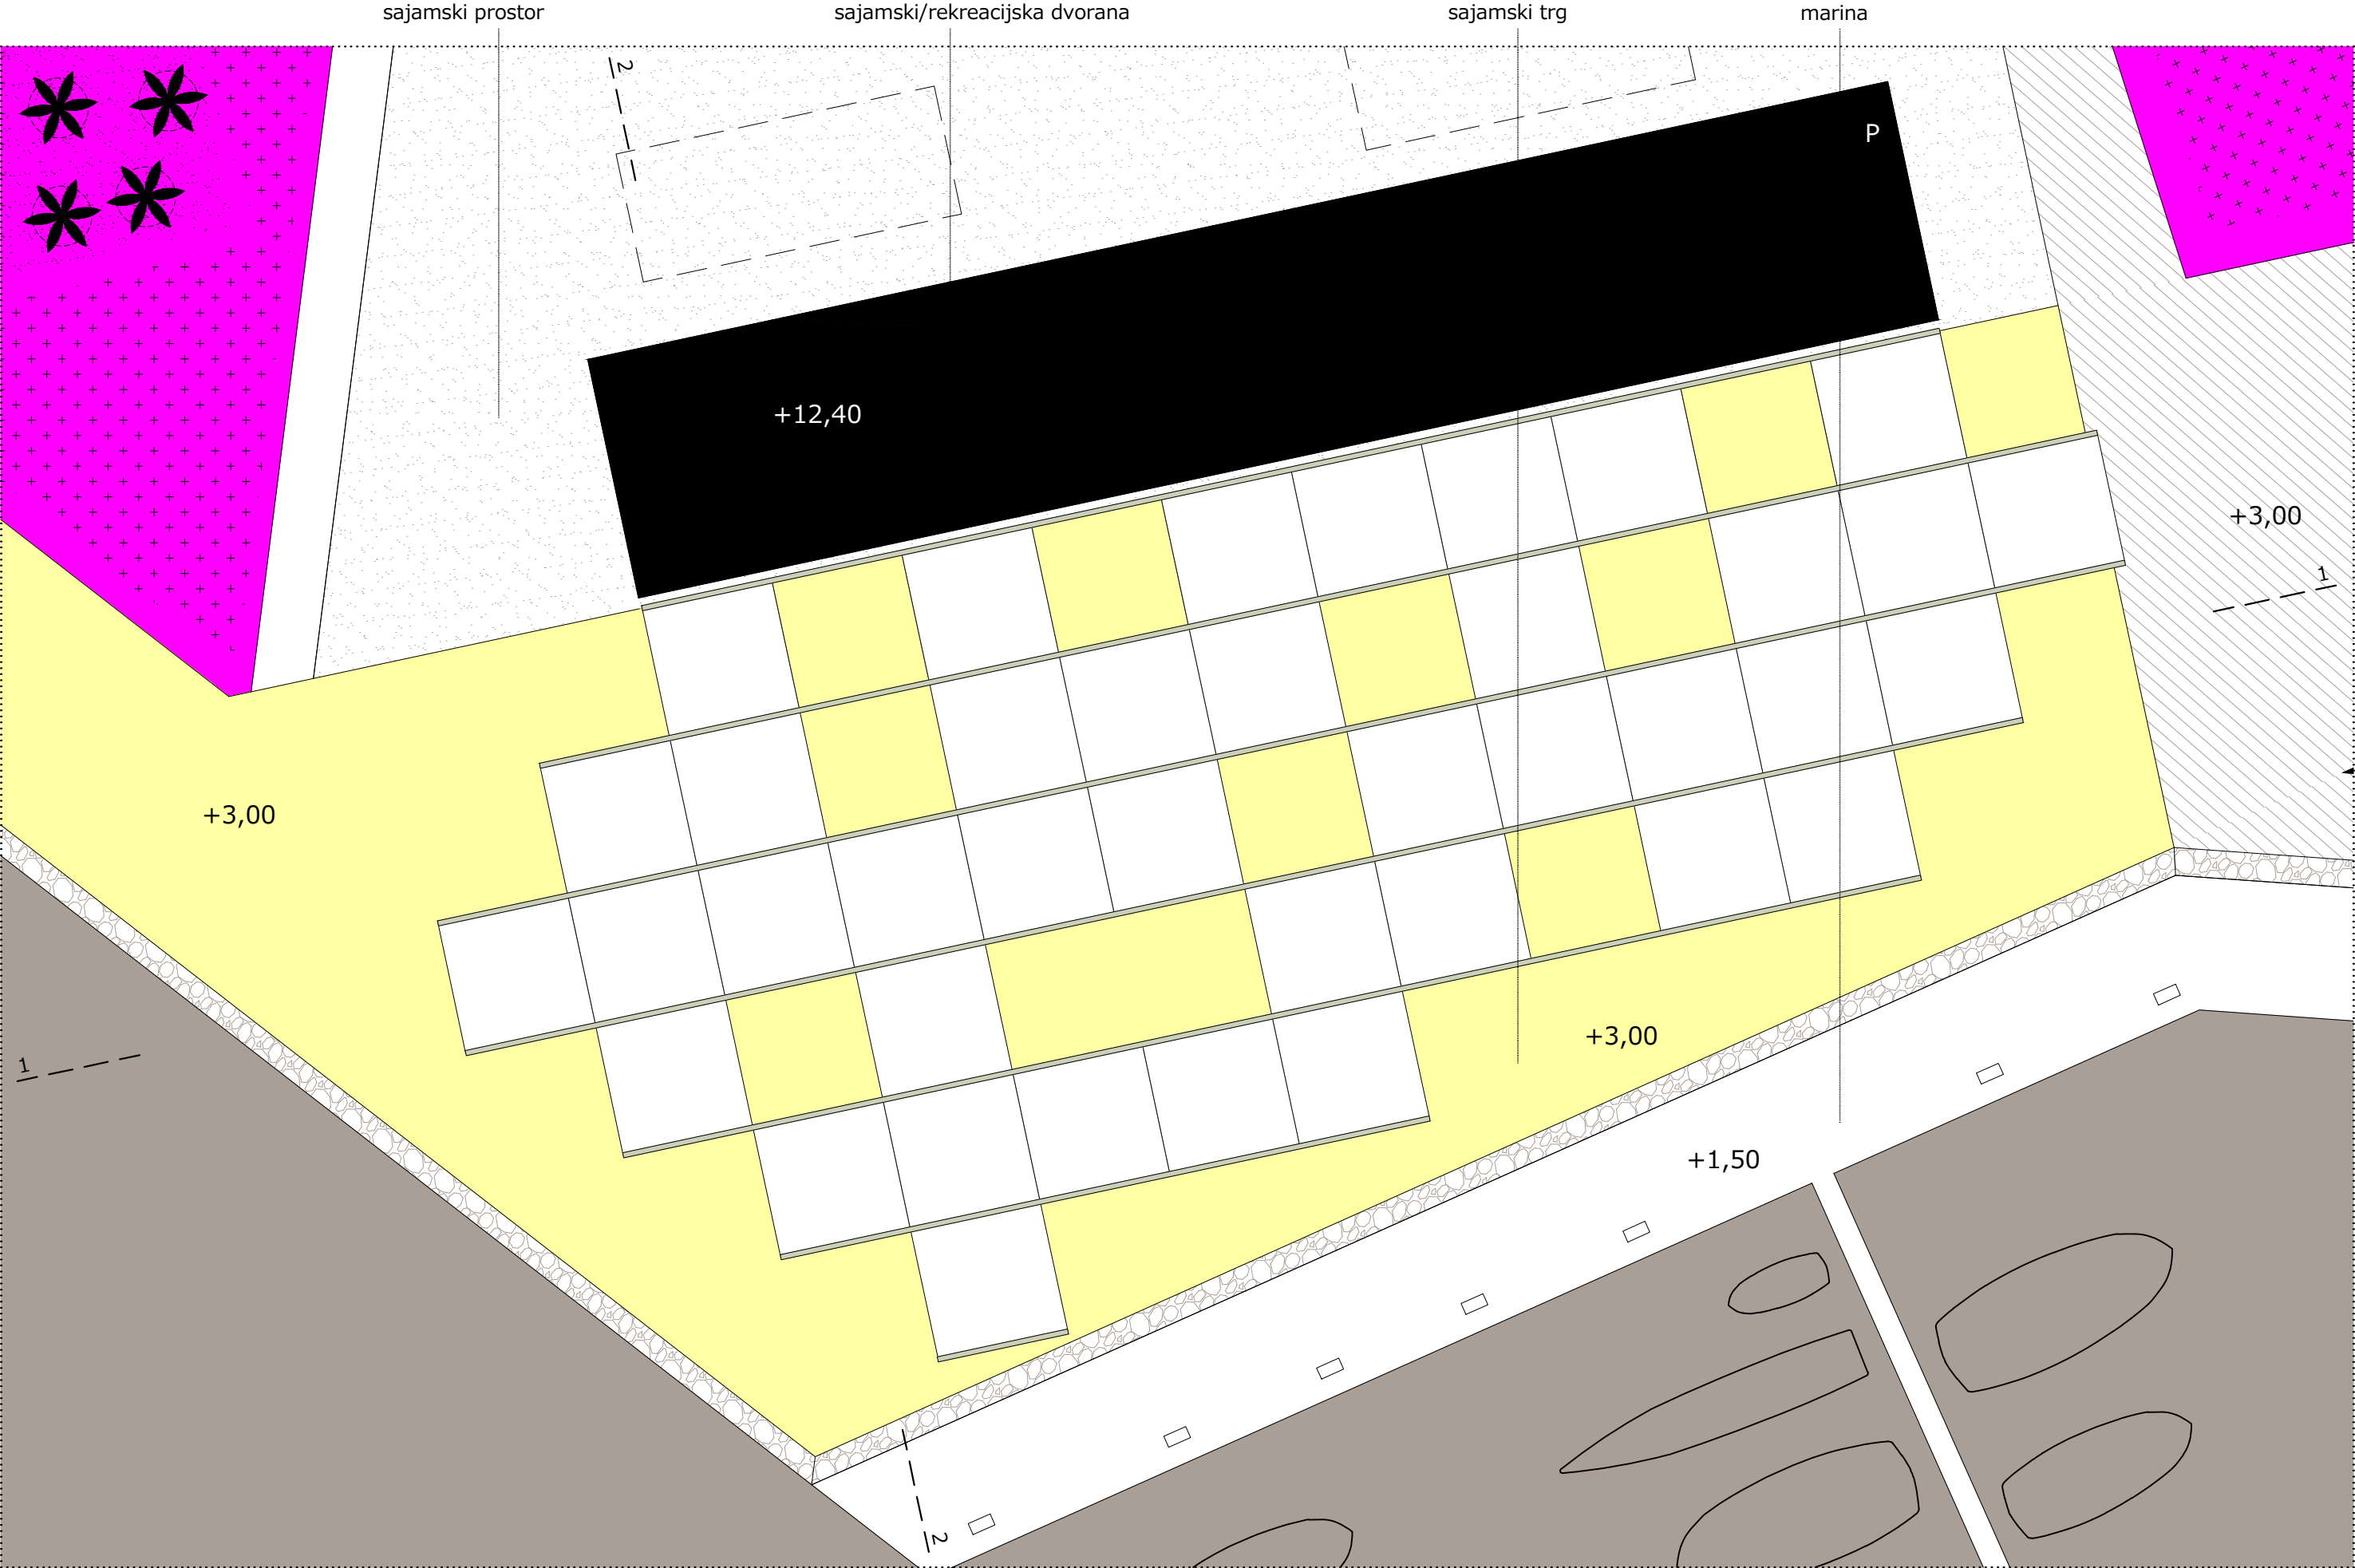 sajamski prostor
sajamski/rekreacijska dvorana
sajamski trg
marina
2
P
+12,40
+3,00
1
+3,00
+3,00
1
+1,50
2